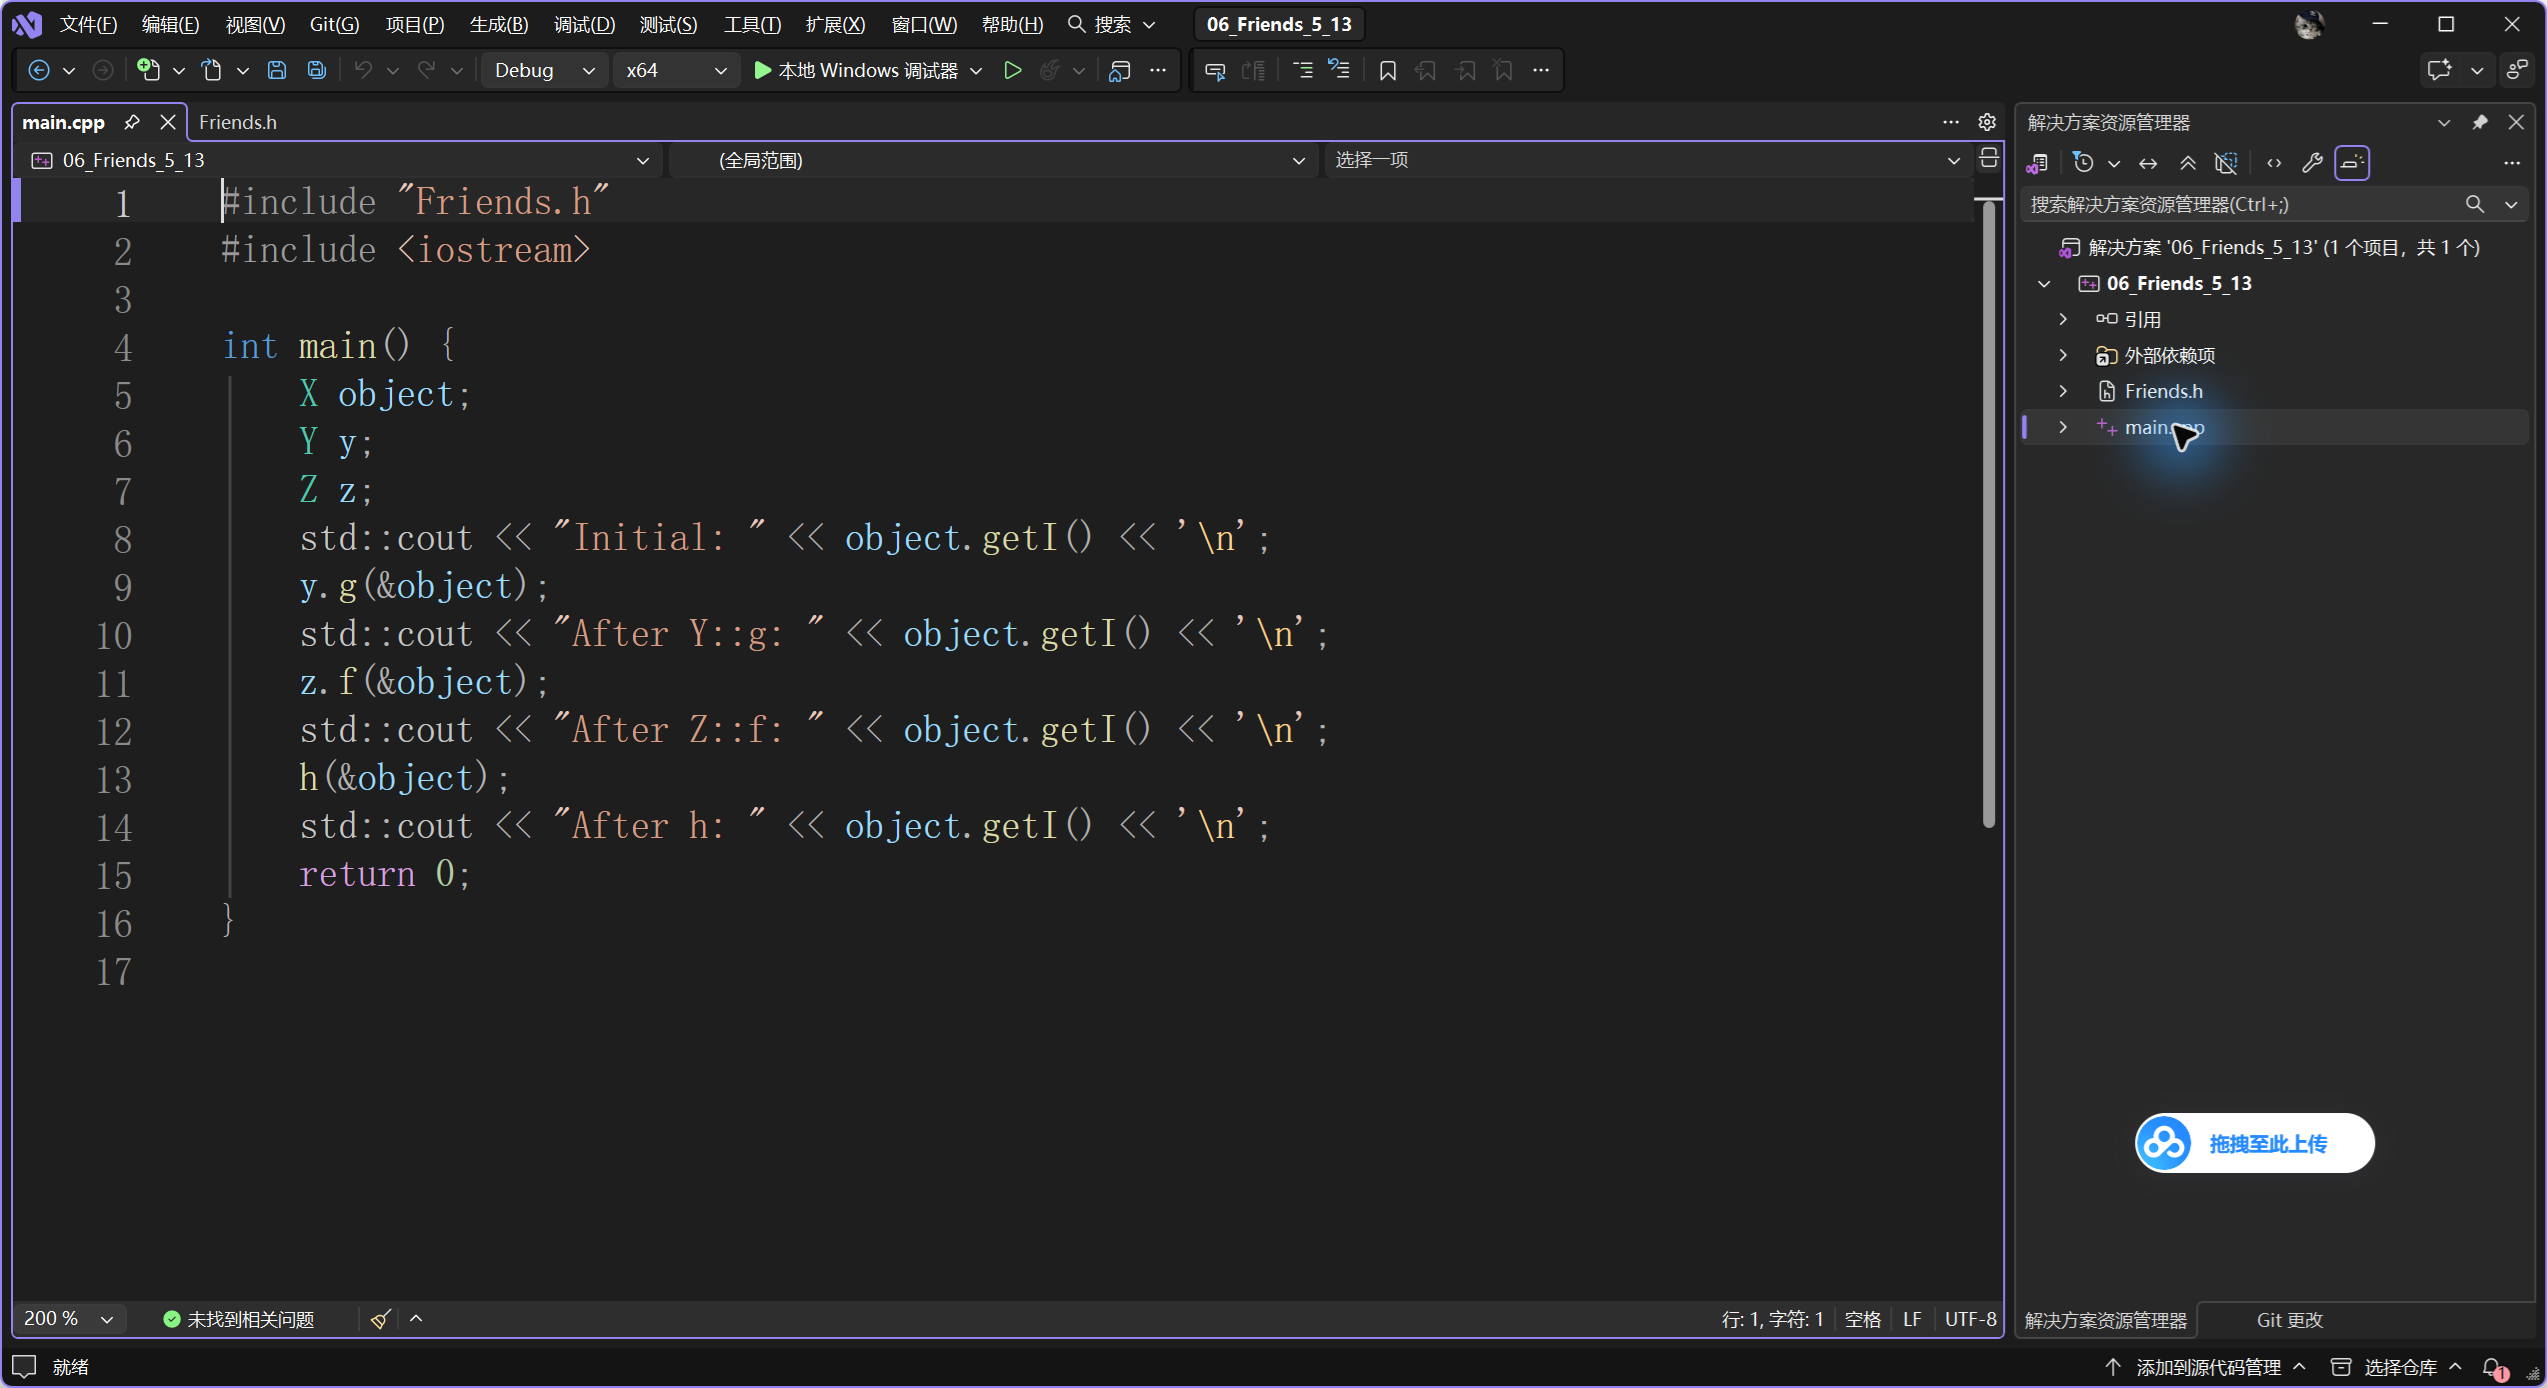 文件(F) 编辑(E) 视图(V) Git(G) 项目(P) 生成(B) 调试(D) 测试(S) 工具(T) 扩展(X) 窗口(W) 帮助(H) 搜索 06_Friends_5_13
Debug x64 本地 Windows 调试器
main.cpp Friends.h
06_Friends_5_13 (全局范围) 选择一项
1 #include "Friends.h"
2 #include <iostream>
3
4 int main() {
5 X object;
6 Y y;
7 Z z;
8 std::cout << "Initial: " << object.getI() << '\n';
9 y.g(&object);
10 std::cout << "After Y::g: " << object.getI() << '\n';
11 z.f(&object);
12 std::cout << "After Z::f: " << object.getI() << '\n';
13 h(&object);
14 std::cout << "After h: " << object.getI() << '\n';
15 return 0;
16 }
17
200 % 未找到相关问题 行: 1, 字符: 1 空格 LF UTF-8
解决方案资源管理器
搜索解决方案资源管理器(Ctrl+;)
解决方案 '06_Friends_5_13' (1 个项目，共 1 个)
06_Friends_5_13
引用
外部依赖项
Friends.h
main.cpp
拖拽至此上传
解决方案资源管理器 Git 更改
就绪 添加到源代码管理 选择仓库 1